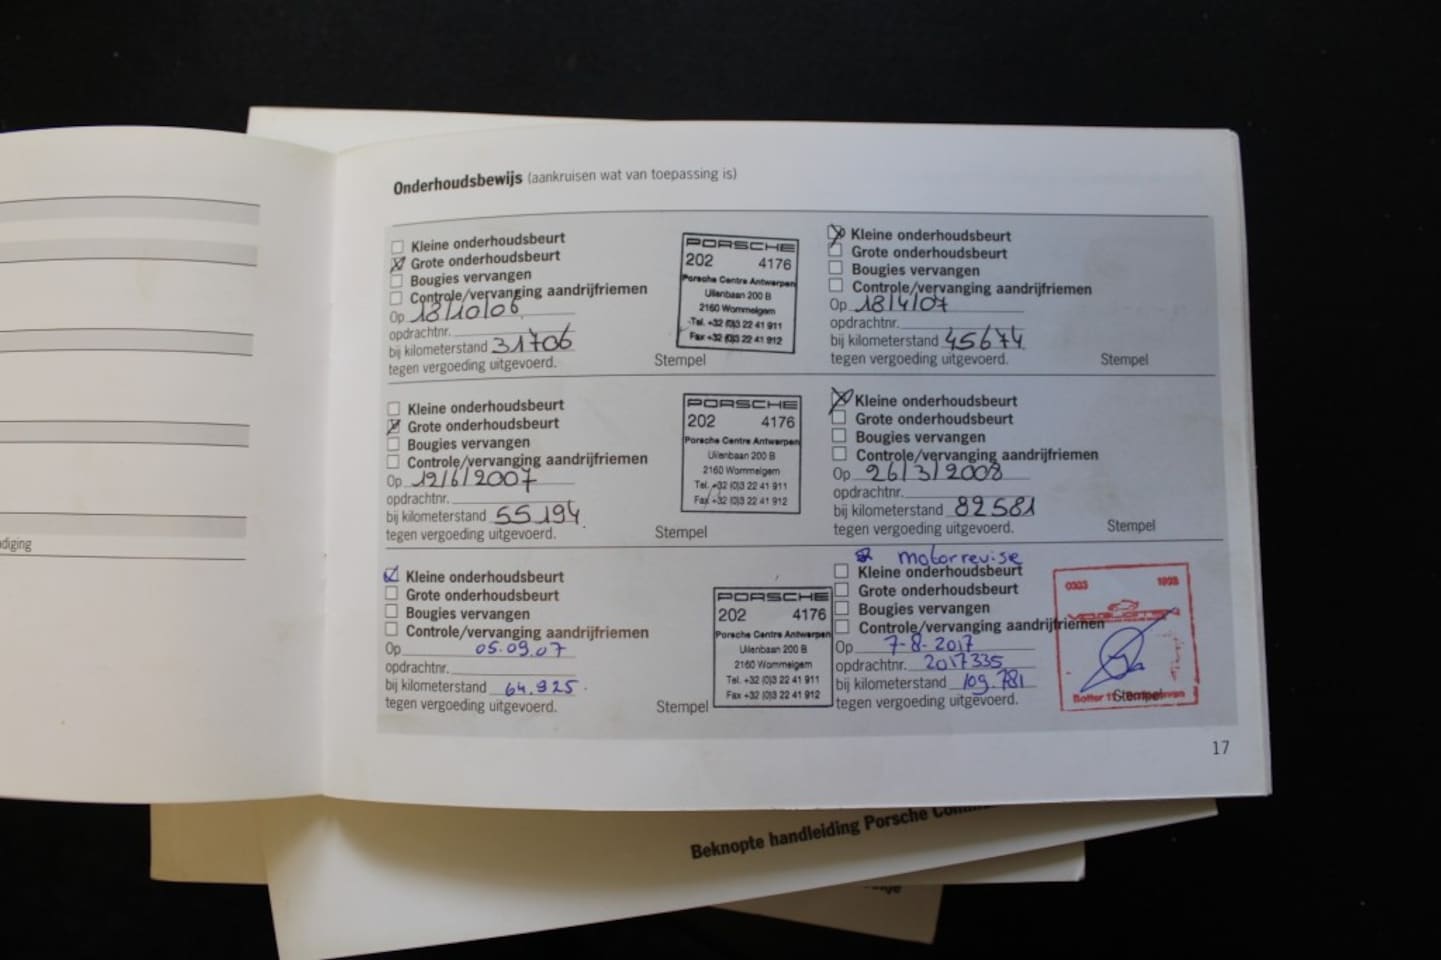 Onderhoudsbewijs (aankruisen wat van toepassing is)
Kleine onderhoudsbeurt
Grote onderhoudsbeurt
Bougies vervangen
Controle/vervanging aandrijfriemen
Op 13/10/06
opdrachtnr.
bij kilometerstand 31706
tegen vergoeding uitgevoerd.
Stempel
PORSCHE
202 4176
Porsche Centre Antwerpen
Uilenbaan 200 B
2160 Wommelgem
Tel. +32 (0)3 22 41 911
Fax +32 (0)3 22 41 912
Kleine onderhoudsbeurt
Grote onderhoudsbeurt
Bougies vervangen
Controle/vervanging aandrijfriemen
Op 18/4/07
opdrachtnr.
bij kilometerstand 45674
tegen vergoeding uitgevoerd.
Stempel
Kleine onderhoudsbeurt
Grote onderhoudsbeurt
Bougies vervangen
Controle/vervanging aandrijfriemen
Op 12/6/2007
opdrachtnr.
bij kilometerstand 55194
tegen vergoeding uitgevoerd.
Stempel
PORSCHE
202 4176
Porsche Centre Antwerpen
Uilenbaan 200 B
2160 Wommelgem
Tel. +32 (0)3 22 41 911
Fax +32 (0)3 22 41 912
Kleine onderhoudsbeurt
Grote onderhoudsbeurt
Bougies vervangen
Controle/vervanging aandrijfriemen
Op 26/3/2008
opdrachtnr.
bij kilometerstand 82581
tegen vergoeding uitgevoerd.
Stempel
Kleine onderhoudsbeurt
Grote onderhoudsbeurt
Bougies vervangen
Controle/vervanging aandrijfriemen
Op 05.09.07
opdrachtnr.
bij kilometerstand 64.925
tegen vergoeding uitgevoerd.
Stempel
PORSCHE
202 4176
Porsche Centre Antwerpen
Uilenbaan 200 B
2160 Wommelgem
Tel. +32 (0)3 22 41 911
Fax +32 (0)3 22 41 912
motorrevise
Kleine onderhoudsbeurt
Grote onderhoudsbeurt
Bougies vervangen
Controle/vervanging aandrijfriemen
Op 7-8-2017
opdrachtnr. 2017335
bij kilometerstand 109.781
tegen vergoeding uitgevoerd.
Stempel
0303
Botter
17
diging
Beknopte handleiding Porsche